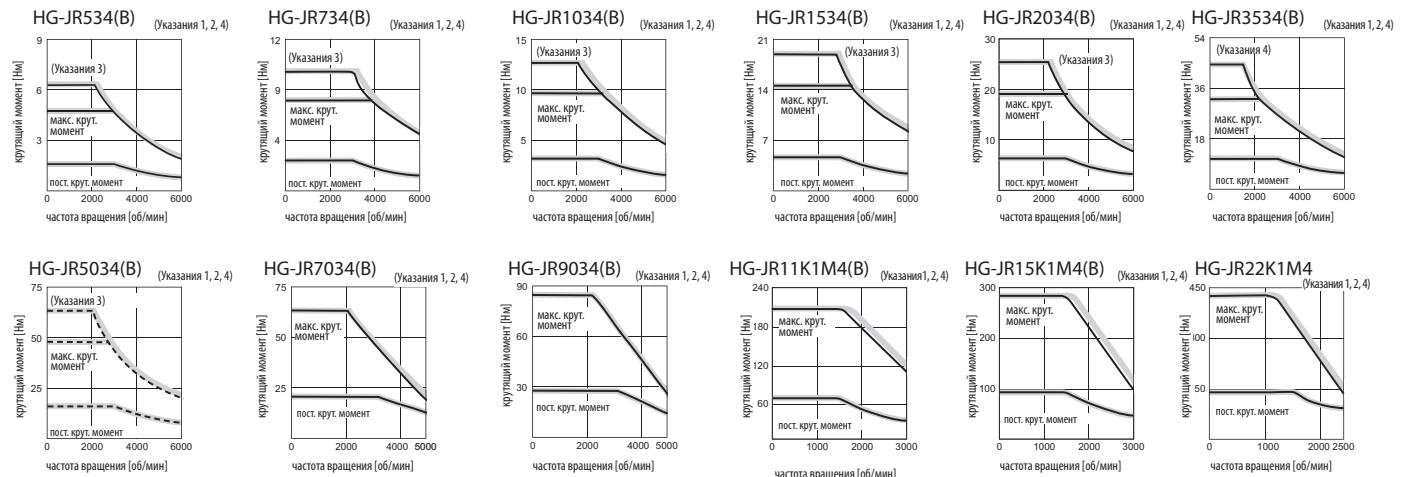 HG-JR534(B)
(Указания 1, 2, 4)
крутящий момент [Нм]
9
6
3
(Указания 3)
макс. крут.
момент
пост. крут. момент
0 2000 4000 6000
частота вращения [об/мин]
HG-JR734(B)
(Указания 1, 2, 4)
крутящий момент [Нм]
12
9
4
(Указания 3)
макс. крут.
момент
пост. крут. момент
0 2000 4000 6000
частота вращения [об/мин]
HG-JR1034(B)
(Указания 1, 2, 4)
крутящий момент [Нм]
15
10
5
(Указания 3)
макс. крут.
момент
пост. крут. момент
0 2000 4000 6000
частота вращения [об/мин]
HG-JR1534(B)
(Указания 1, 2, 4)
крутящий момент [Нм]
21
14
7
(Указания 3)
макс. крут.
момент
пост. крут. момент
0 2000 4000 6000
частота вращения [об/мин]
HG-JR2034(B)
(Указания 1, 2, 4)
крутящий момент [Нм]
30
20
10
(Указания 3)
макс. крут.
момент
пост. крут. момент
0 2000 4000 6000
частота вращения [об/мин]
HG-JR3534(B)
(Указания 1, 2, 4)
крутящий момент [Нм]
54
36
18
(Указания 4)
макс. крут.
момент
пост. крут. момент
0 2000 4000 6000
частота вращения [об/мин]
HG-JR5034(B)
(Указания 1, 2, 4)
крутящий момент [Нм]
75
50
25
(Указания 3)
макс. крут.
момент
пост. крут. момент
0 2000 4000 6000
частота вращения [об/мин]
HG-JR7034(B)
(Указания 1, 2, 4)
крутящий момент [Нм]
75
50
25
макс. крут.
момент
пост. крут. момент
0 2000 4000 5000
частота вращения [об/мин]
HG-JR9034(B)
(Указания 1, 2, 4)
крутящий момент [Нм]
90
60
30
макс. крут.
момент
пост. крут. момент
0 2000 4000 5000
частота вращения [об/мин]
HG-JR11K1M4(B)
(Указания1, 2, 4)
крутящий момент [Нм]
240
180
120
60
макс. крут.
момент
пост. крут. момент
0 1000 2000 3000
частота вращения [об/мин]
HG-JR15K1M4(B)
(Указания 1, 2, 4)
крутящий момент [Нм]
300
200
100
макс. крут.
момент
пост. крут. момент
0 1000 2000 3000
частота вращения [об/мин]
HG-JR22K1M4
(Указания 1, 2, 4)
крутящий момент [Нм]
450
50
макс. крут.
момент
пост. крут. момент
0 1000 2000 2500
частота вращения [об/мин]